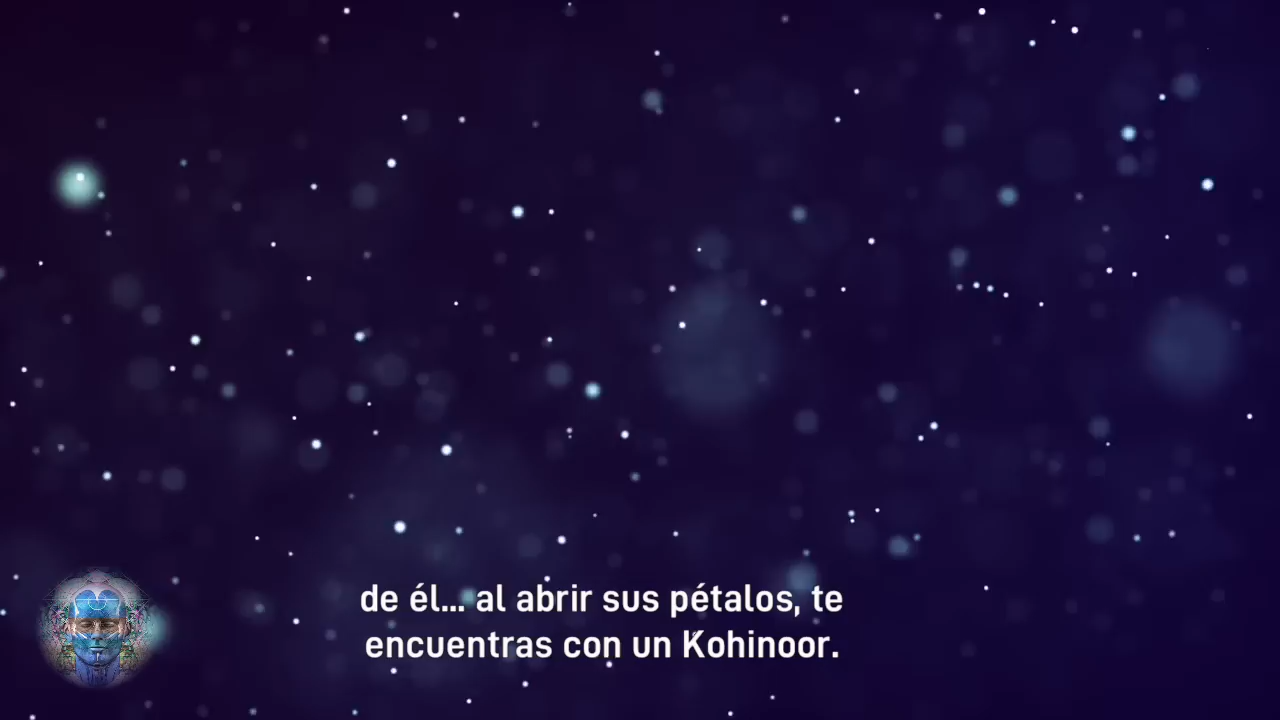 de él... al abrir sus pétalos, te
encuentras con un Kohinoor.